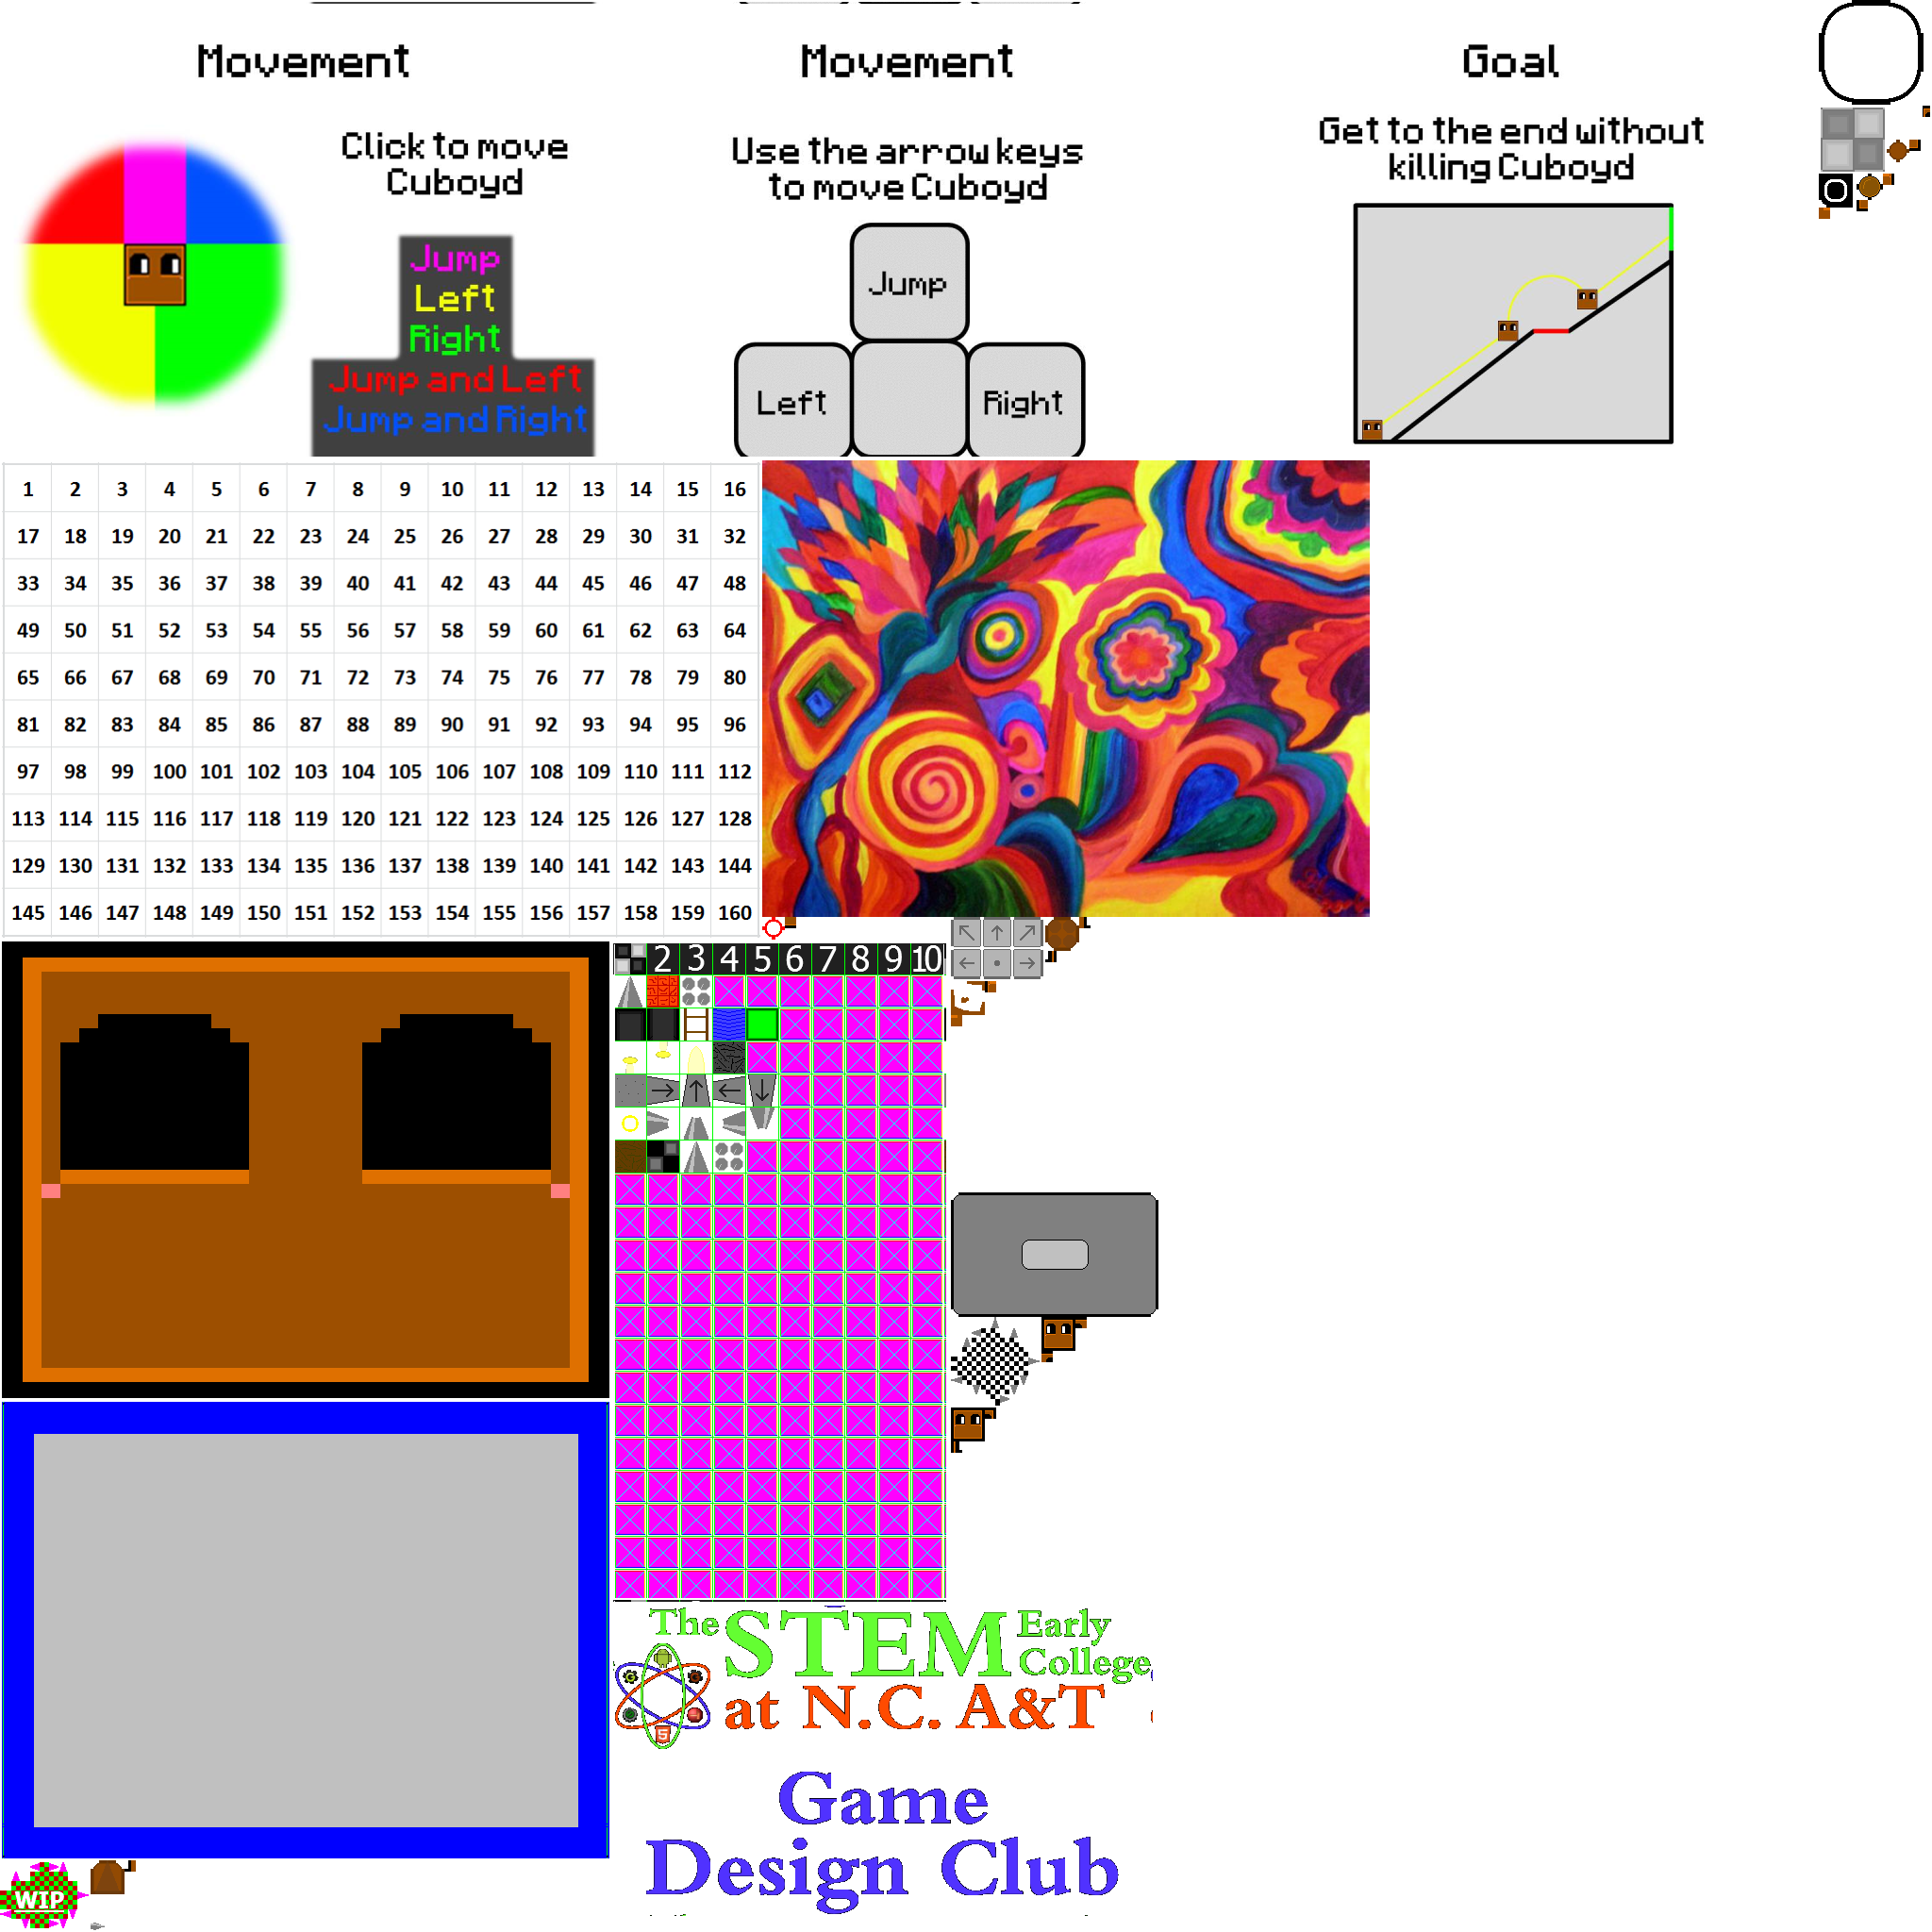 Movement
Click to move
Cuboyd
Jump
Left
Right
Jump and Left
Jump and Right
Movement
Use the arrow keys
to move Cuboyd
Jump
Left
Right
Goal
Get to the end without
killing Cuboyd
1 2 3 4 5 6 7 8 9 10 11 12 13 14 15 16
17 18 19 20 21 22 23 24 25 26 27 28 29 30 31 32
33 34 35 36 37 38 39 40 41 42 43 44 45 46 47 48
49 50 51 52 53 54 55 56 57 58 59 60 61 62 63 64
65 66 67 68 69 70 71 72 73 74 75 76 77 78 79 80
81 82 83 84 85 86 87 88 89 90 91 92 93 94 95 96
97 98 99 100 101 102 103 104 105 106 107 108 109 110 111 112
113 114 115 116 117 118 119 120 121 122 123 124 125 126 127 128
129 130 131 132 133 134 135 136 137 138 139 140 141 142 143 144
145 146 147 148 149 150 151 152 153 154 155 156 157 158 159 160
2 3 4 5 6 7 8 9 10
The STEM Early
College
at N.C. A&T
Game
Design Club
WIP